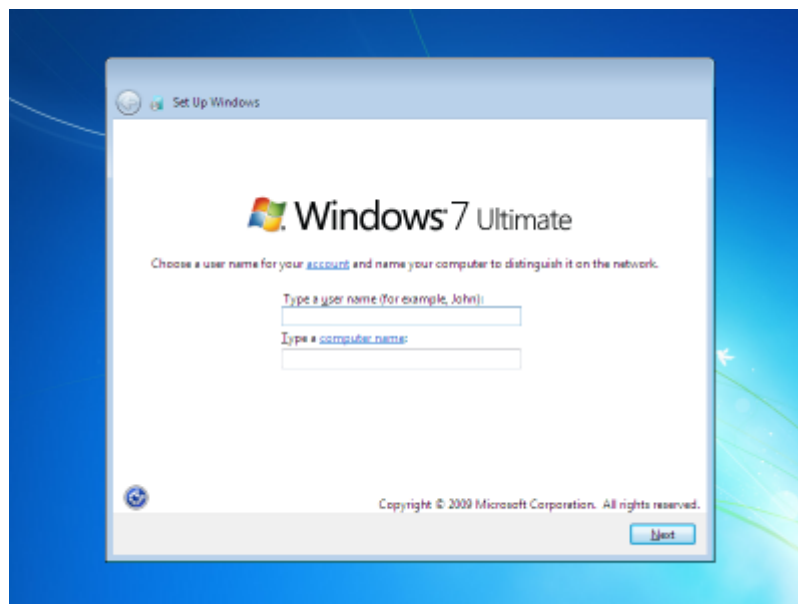 Set Up Windows
Windows 7 Ultimate
Choose a user name for your account and name your computer to distinguish it on the network.
Type a user name (for example, John):
Type a computer name:
Copyright © 2009 Microsoft Corporation. All rights reserved.
Next